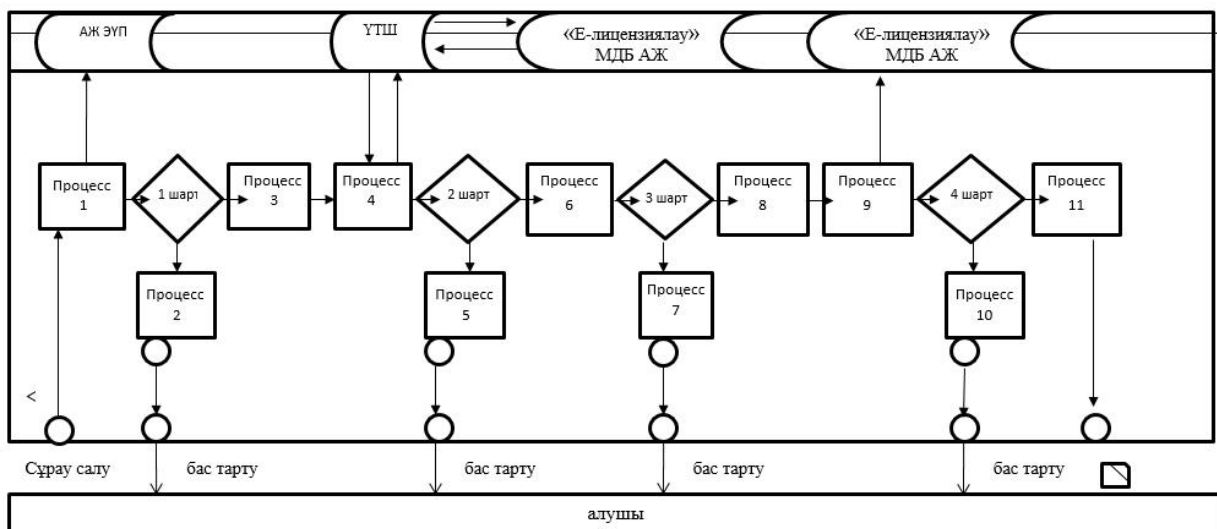 АЖ ЭҮП
ҮТШ
«Е-лицензиялау»
МДБ АЖ
«Е-лицензиялау»
МДБ АЖ
Процесс
1
1 шарт
Процесс
3
Процесс
4
2 шарт
Процесс
6
3 шарт
Процесс
8
Процесс
9
4 шарт
Процесс
11
Процесс
2
Процесс
5
Процесс
7
Процесс
10
<
Сұрау салу
бас тарту
бас тарту
бас тарту
бас тарту
алушы